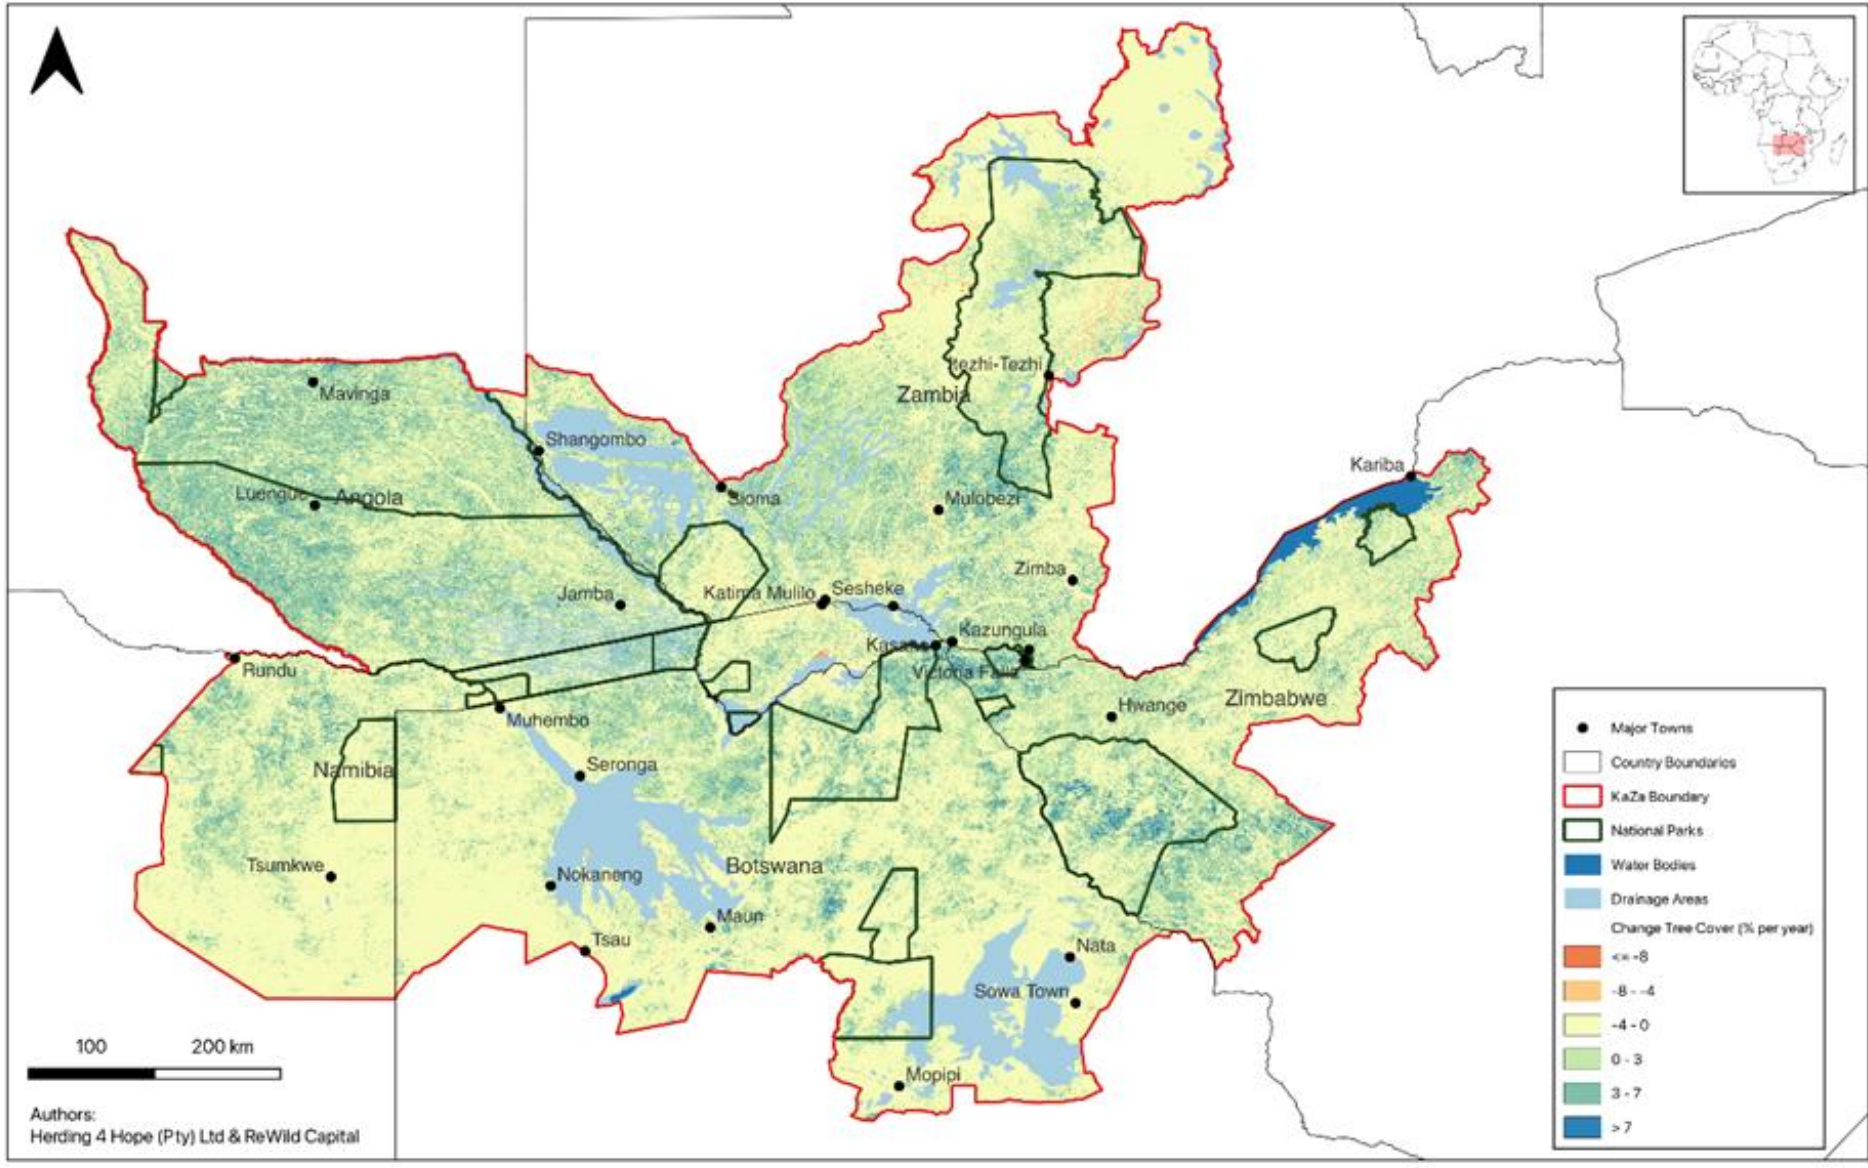 Mavinga
Shangombo
Itezhi-Tezhi
Zambia
Kariba
Luengue
Angola
Sioma
Mulobezi
Jamba
Katima Mulilo
Sesheke
Zimba
Kasane
Kazungula
Victoria Falls
Rundu
Muhembo
Hwange
Zimbabwe
Namibia
Seronga
Tsumkwe
Nokaneng
Botswana
Maun
Tsau
Nata
Sowa Town
Mopipi
Major Towns
Country Boundaries
KaZa Boundary
National Parks
Water Bodies
Drainage Areas
Change Tree Cover (% per year)
<= -8
-8 - -4
-4 - 0
0 - 3
3 - 7
> 7
100 200 km
Authors:
Herding 4 Hope (Pty) Ltd & ReWild Capital